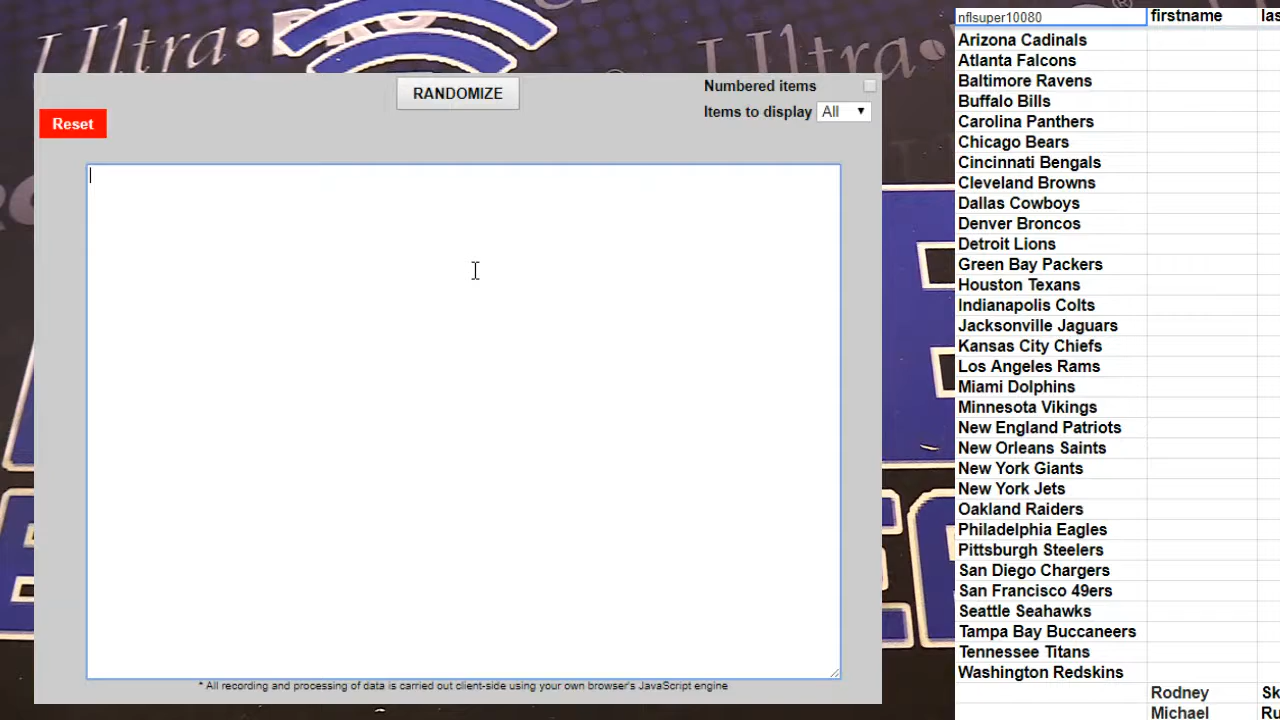 Ultra PRO
RANDOMIZE
Numbered items
Items to display All
Reset
* All recording and processing of data is carried out client-side using your own browser's JavaScript engine
nflsuper10080 firstname las
Arizona Cadinals
Atlanta Falcons
Baltimore Ravens
Buffalo Bills
Carolina Panthers
Chicago Bears
Cincinnati Bengals
Cleveland Browns
Dallas Cowboys
Denver Broncos
Detroit Lions
Green Bay Packers
Houston Texans
Indianapolis Colts
Jacksonville Jaguars
Kansas City Chiefs
Los Angeles Rams
Miami Dolphins
Minnesota Vikings
New England Patriots
New Orleans Saints
New York Giants
New York Jets
Oakland Raiders
Philadelphia Eagles
Pittsburgh Steelers
San Diego Chargers
San Francisco 49ers
Seattle Seahawks
Tampa Bay Buccaneers
Tennessee Titans
Washington Redskins
Rodney Sk
Michael Ru